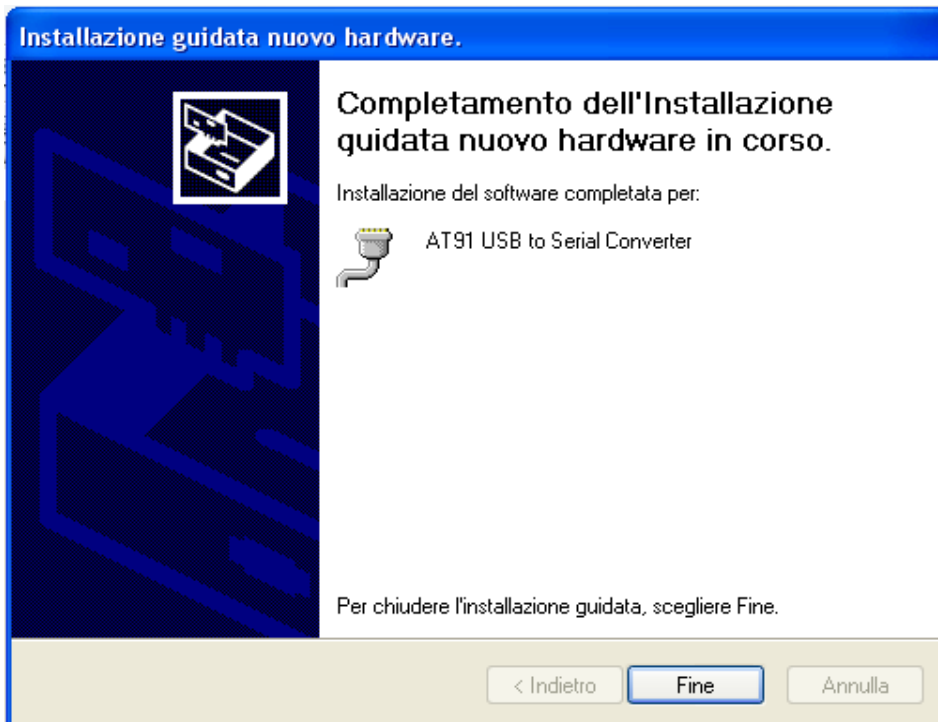 Installazione guidata nuovo hardware.
Completamento dell'Installazione
guidata nuovo hardware in corso.
Installazione del software completata per:
AT91 USB to Serial Converter
Per chiudere l'installazione guidata, scegliere Fine.
< Indietro
Fine
Annulla